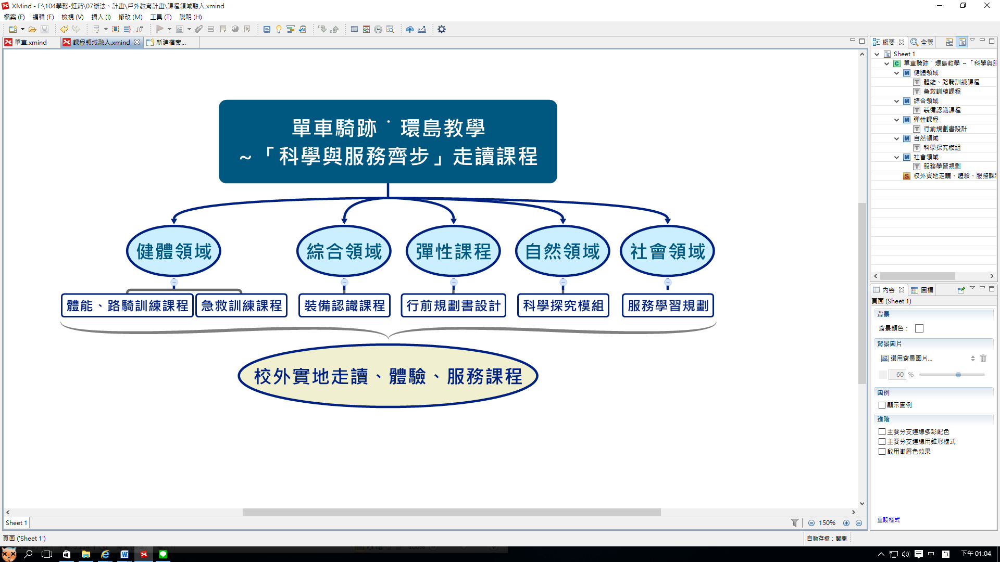 XMind - F:\104學務-虹茹\07辦法、計畫\戶外教育計畫\課程領域融入.xmind
檔案 (F) 編輯 (E) 檢視 (V) 插入 (I) 修改 (M) 工具 (T) 說明 (H)
單車.xmind
課程領域融入.xmind
新建檔案...
單車騎跡˙環島教學
~「科學與服務齊步」走讀課程
健體領域
綜合領域
彈性課程
自然領域
社會領域
體能、路騎訓練課程
急救訓練課程
裝備認識課程
行前規劃書設計
科學探究模組
服務學習規劃
校外實地走讀、體驗、服務課程
概要
全覽
Sheet 1
單車騎跡˙環島教學 ~「科學與服
健體領域
體能、路騎訓練課程
急救訓練課程
綜合領域
裝備認識課程
彈性課程
行前規劃書設計
自然領域
科學探究模組
社會領域
服務學習規劃
校外實地走讀、體驗、服務課程
內容
圖標
頁面 (Sheet 1)
背景
背景顏色：
背景圖片
選用背景圖片...
60 %
圖例
顯示圖例
進階
主要分支連線多彩配色
主要分支連線用錐形樣式
啟用漸層色效果
重設樣式
Sheet 1
150%
頁面 ('Sheet 1')
自動存檔：關閉
中
下午 01:04